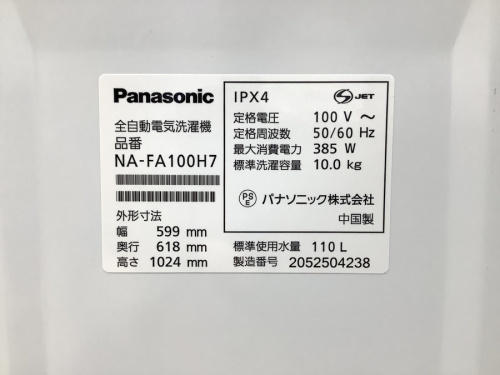 Panasonic
全自動電気洗濯機
品番
NA-FA100H7
外形寸法
幅 599 mm
奥行 618 mm
高さ 1024 mm
IPX4 S JET
定格電圧 100 V ～
定格周波数 50/60 Hz
最大消費電力 385 W
標準洗濯容量 10.0 kg
PS E パナソニック株式会社
中国製
標準使用水量 110 L
製造番号 2052504238